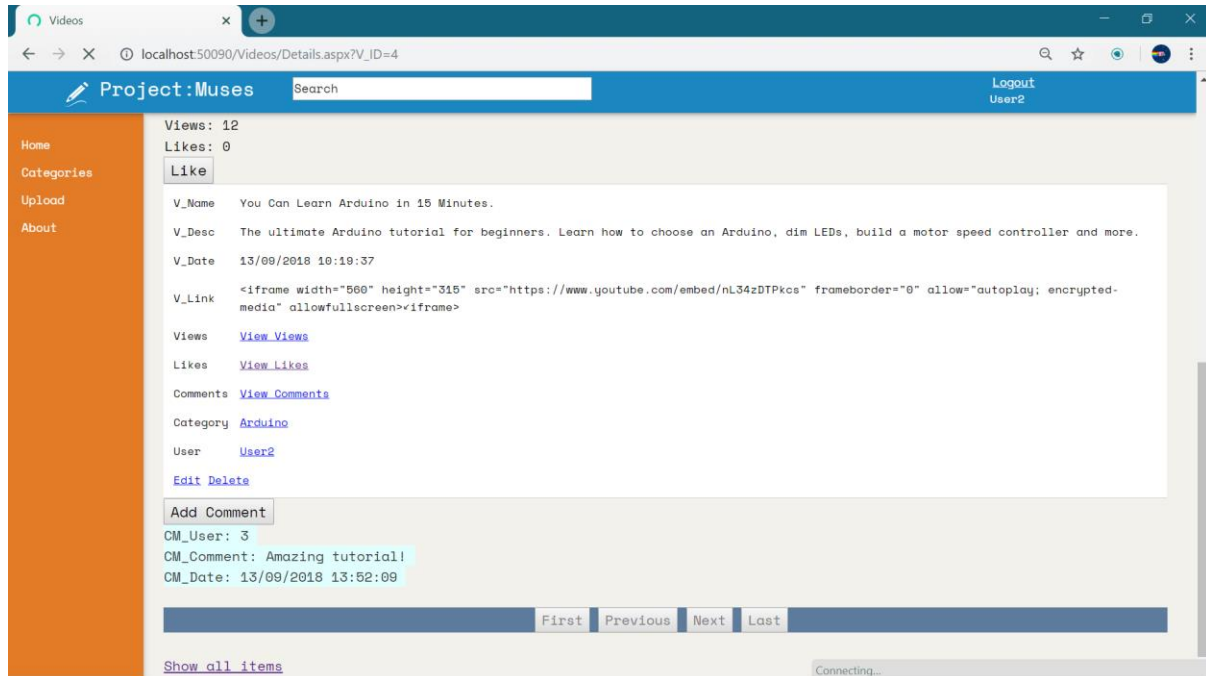 Videos
localhost:50090/Videos/Details.aspx?V_ID=4
Project:Muses Search Logout
User2
Home
Categories
Upload
About
Views: 12
Likes: 0
Like
V_Name You Can Learn Arduino in 15 Minutes.
V_Desc The ultimate Arduino tutorial for beginners. Learn how to choose an Arduino, dim LEDs, build a motor speed controller and more.
V_Date 13/09/2018 10:19:37
V_Link <iframe width="560" height="315" src="https://www.youtube.com/embed/nL34zDTPkcs" frameborder="0" allow="autoplay; encrypted-
media" allowfullscreen><iframe>
Views View Views
Likes View Likes
Comments View Comments
Category Arduino
User User2
Edit Delete
Add Comment
CM_User: 3
CM_Comment: Amazing tutorial!
CM_Date: 13/09/2018 13:52:09
First Previous Next Last
Show all items
Connecting...